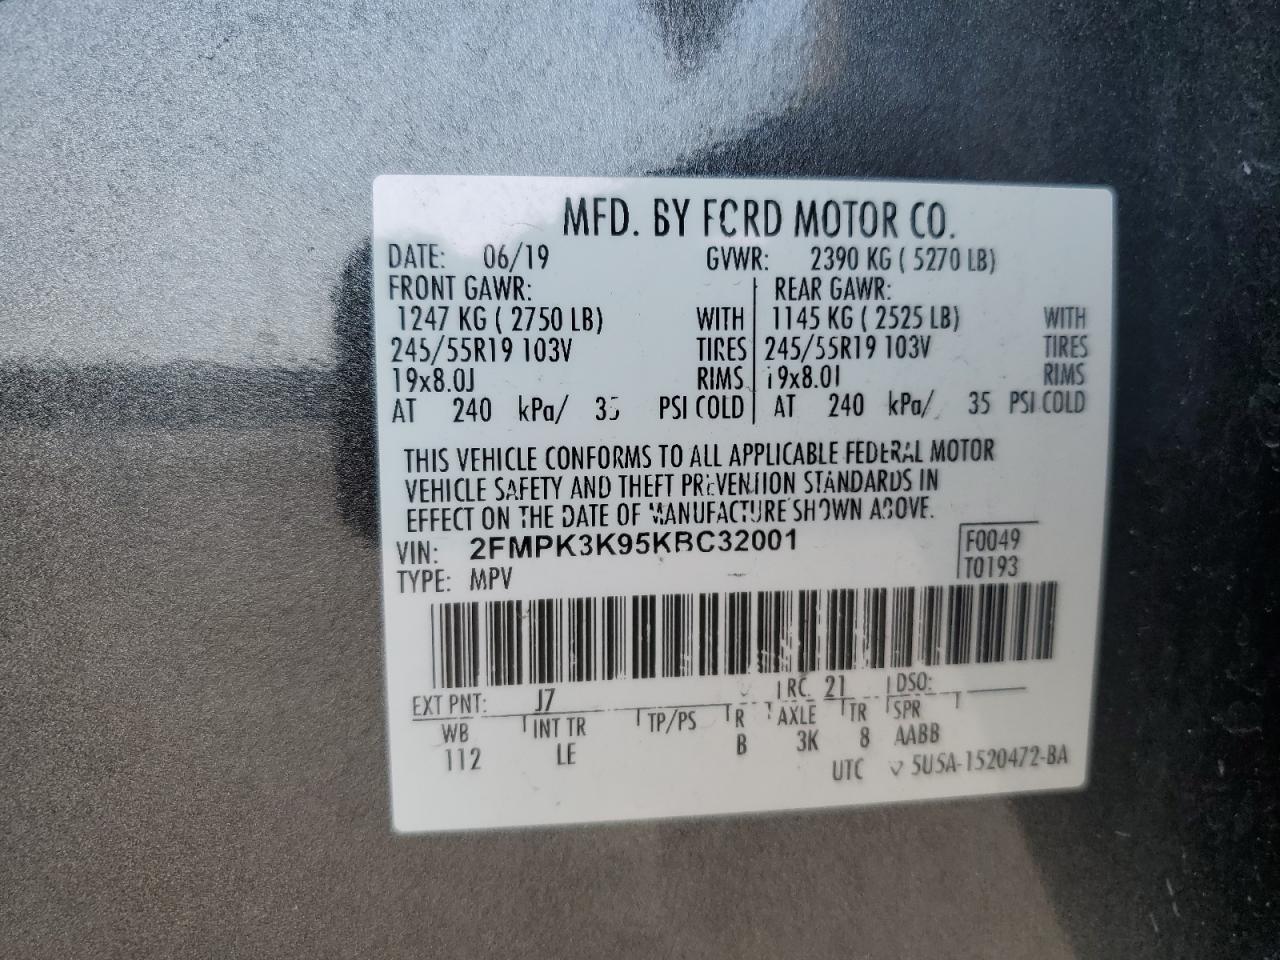 MFD. BY FORD MOTOR CO.
DATE: 06/19 GVWR: 2390 KG ( 5270 LB)
FRONT GAWR: REAR GAWR:
1247 KG ( 2750 LB) WITH 1145 KG ( 2525 LB) WITH
245/55R19 103V TIRES 245/55R19 103V TIRES
19x8.0J RIMS 19x8.0J RIMS
AT 240 kPa/ 35 PSI COLD AT 240 kPa/ 35 PSI COLD
THIS VEHICLE CONFORMS TO ALL APPLICABLE FEDERAL MOTOR
VEHICLE SAFETY AND THEFT PREVENTION STANDARDS IN
EFFECT ON THE DATE OF MANUFACTURE SHOWN ABOVE.
VIN: 2FMPK3K95KBC32001 F0049
TYPE: MPV T0193
EXT PNT: J7 RC: 21 DSO:
WB INT TR TP/PS R AXLE TR SPR
112 LE B 3K 8 AABB
UTC 5U5A-1520472-BA